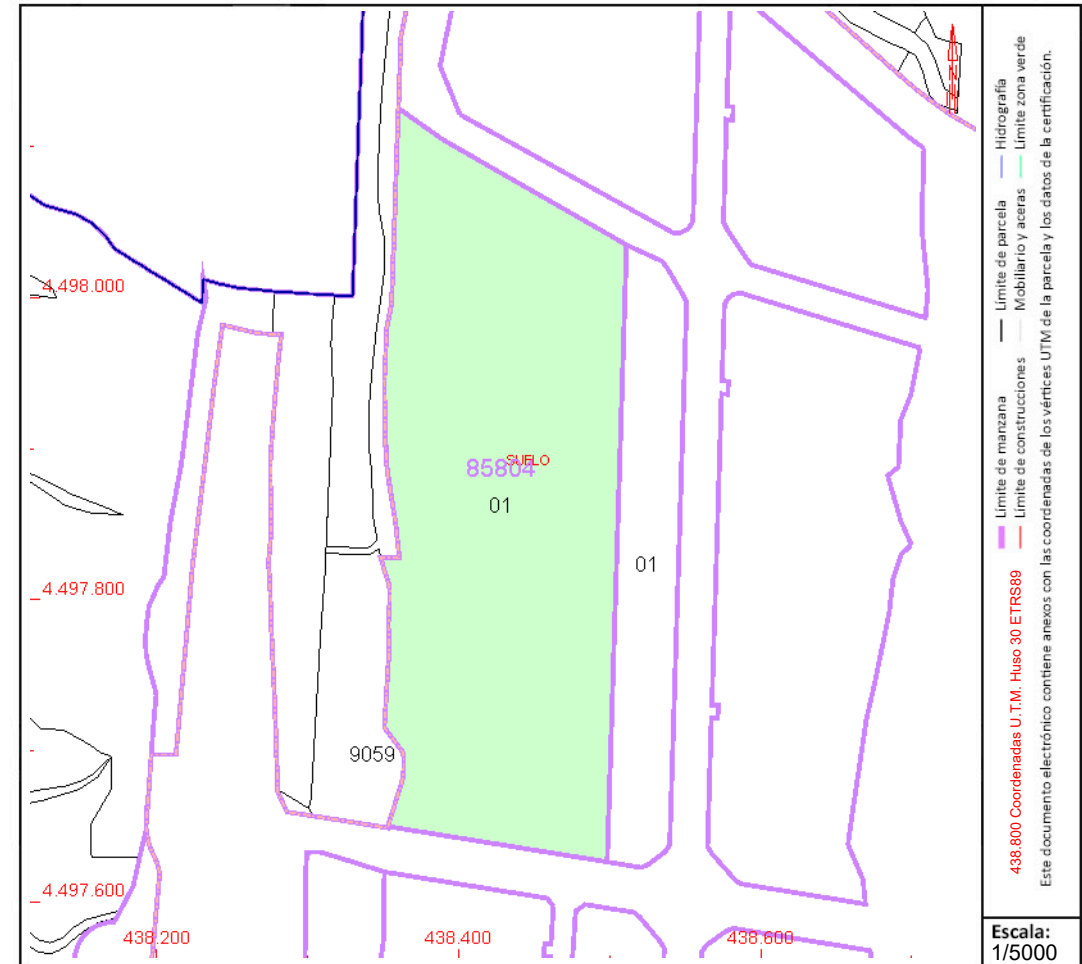 4.498.000
SUELO
85804
01
01
4.497.800
9059
4.497.600
438.200
438.400
438.600
438.800 Coordenadas U.T.M. Huso 30 ETRS89
Límite de manzana
Límite de parcela
Hidrografía
Límite de construcciones
Mobiliario y aceras
Límite zona verde
Este documento electrónico contiene anexos con las coordenadas de los vértices UTM de la parcela y los datos de la certificación.
Escala:
1/5000